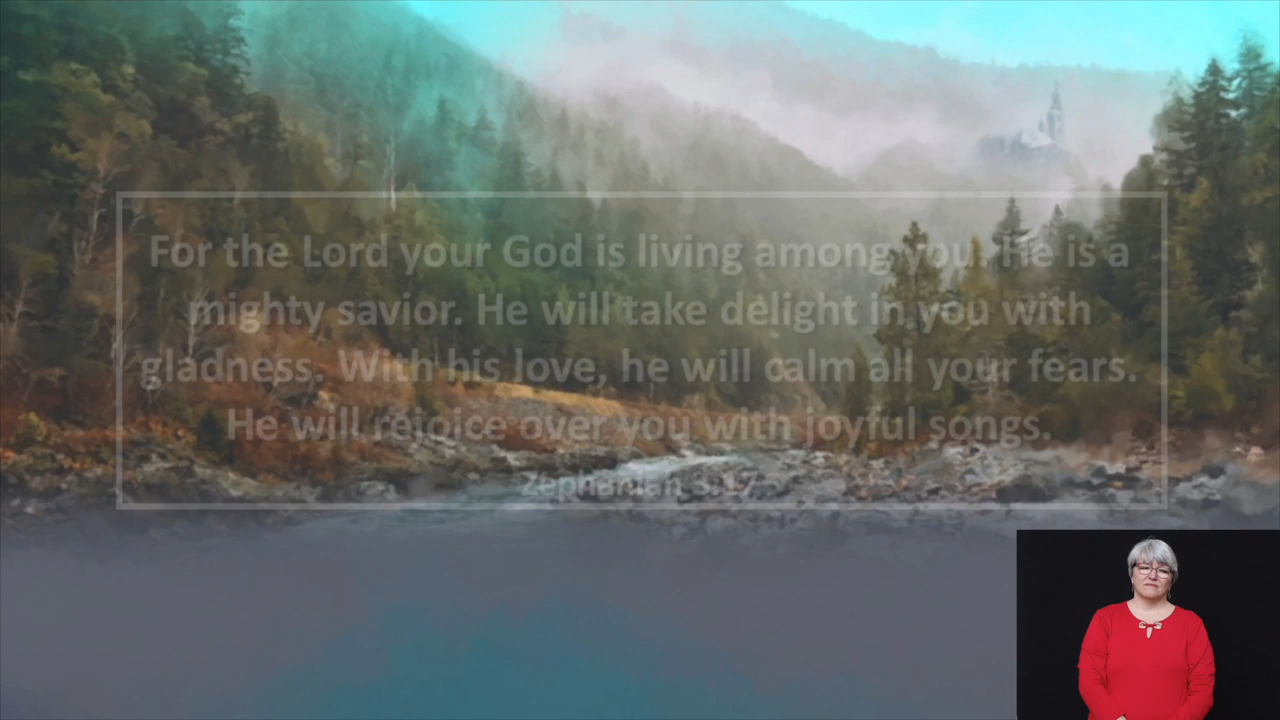 For the Lord your God is living among you. He is a
mighty savior. He will take delight in you with
gladness. With his love, he will calm all your fears.
He will rejoice over you with joyful songs.
Zephaniah 3:17